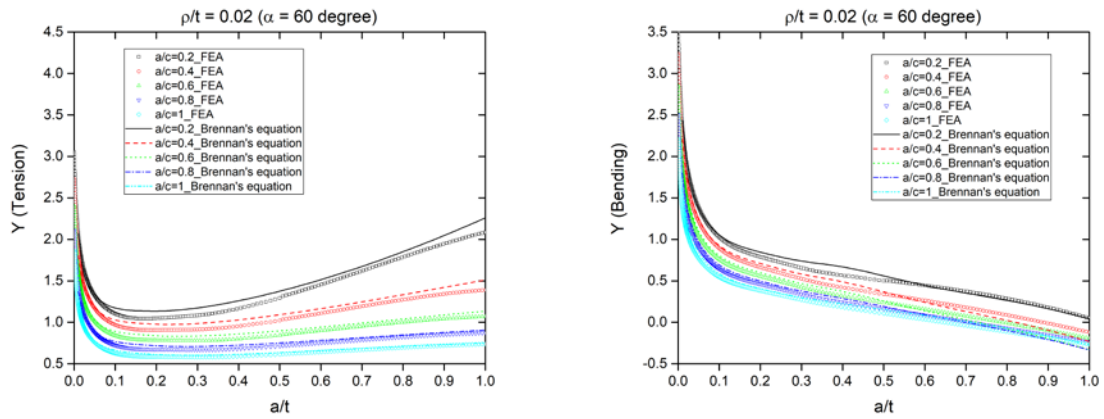 ρ/t = 0.02 (α = 60 degree)
4.5
4.0
3.5
3.0
2.5
2.0
1.5
1.0
0.5
Y (Tension)
a/c=0.2_FEA
a/c=0.4_FEA
a/c=0.6_FEA
a/c=0.8_FEA
a/c=1_FEA
a/c=0.2_Brennan's equation
a/c=0.4_Brennan's equation
a/c=0.6_Brennan's equation
a/c=0.8_Brennan's equation
a/c=1_Brennan's equation
0.0 0.1 0.2 0.3 0.4 0.5 0.6 0.7 0.8 0.9 1.0
a/t
ρ/t = 0.02 (α = 60 degree)
3.5
3.0
2.5
2.0
1.5
1.0
0.5
0.0
-0.5
Y (Bending)
a/c=0.2_FEA
a/c=0.4_FEA
a/c=0.6_FEA
a/c=0.8_FEA
a/c=1_FEA
a/c=0.2_Brennan's equation
a/c=0.4_Brennan's equation
a/c=0.6_Brennan's equation
a/c=0.8_Brennan's equation
a/c=1_Brennan's equation
0.0 0.1 0.2 0.3 0.4 0.5 0.6 0.7 0.8 0.9 1.0
a/t